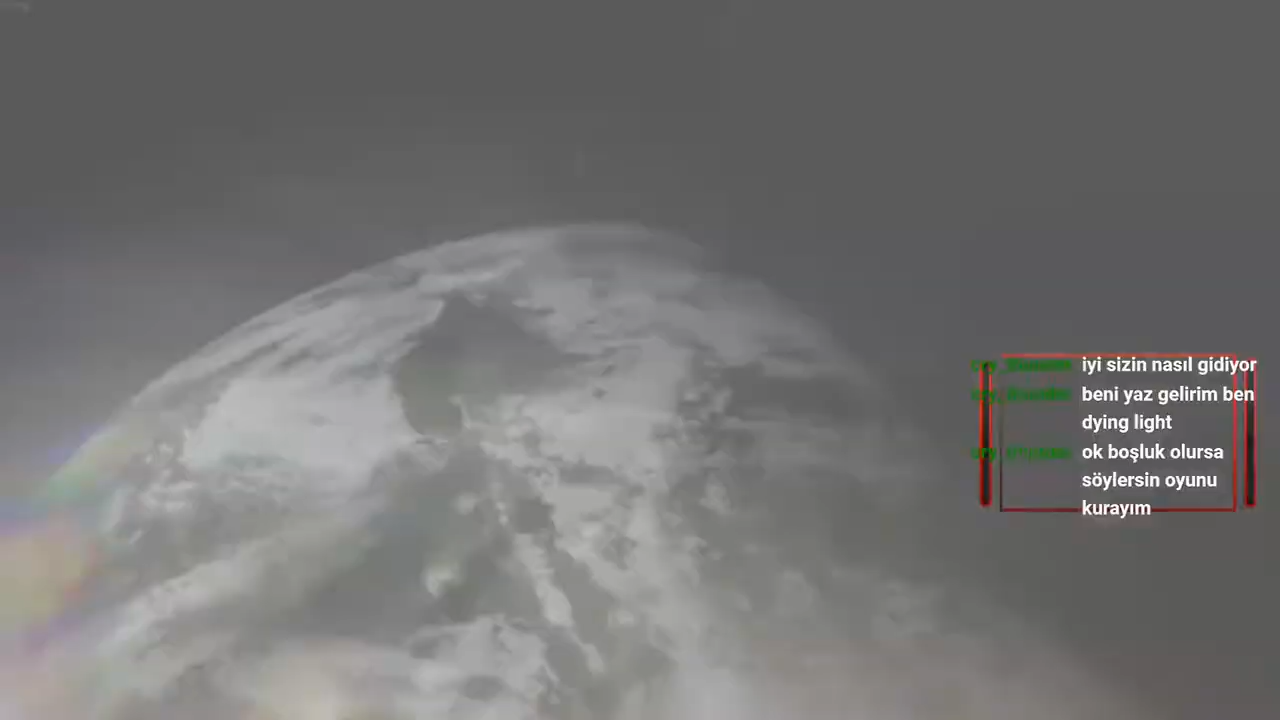 iyi sizin nasıl gidiyor
beni yaz gelirim ben
dying light
ok boşluk olursa
söylersin oyunu
kurayım